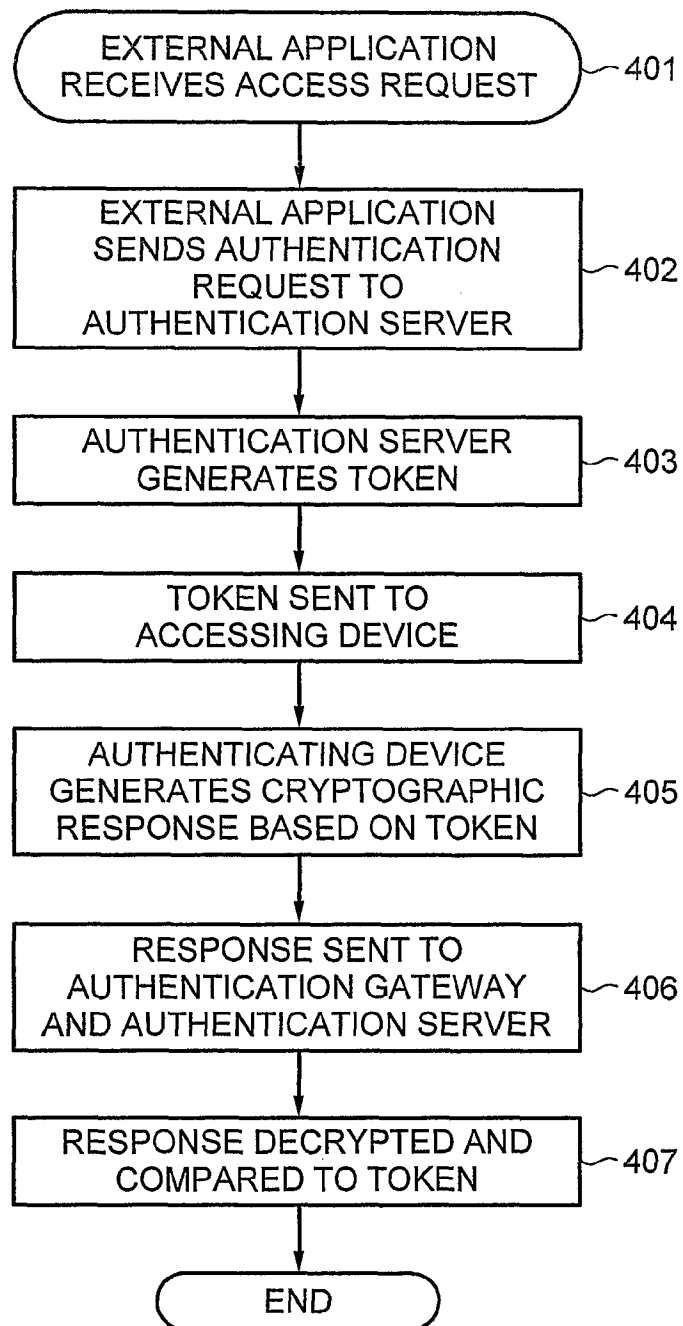 EXTERNAL APPLICATION
RECEIVES ACCESS REQUEST
401
EXTERNAL APPLICATION
SENDS AUTHENTICATION
REQUEST TO
AUTHENTICATION SERVER
402
AUTHENTICATION SERVER
GENERATES TOKEN
403
TOKEN SENT TO
ACCESSING DEVICE
404
AUTHENTICATING DEVICE
GENERATES CRYPTOGRAPHIC
RESPONSE BASED ON TOKEN
405
RESPONSE SENT TO
AUTHENTICATION GATEWAY
AND AUTHENTICATION SERVER
406
RESPONSE DECRYPTED AND
COMPARED TO TOKEN
407
END